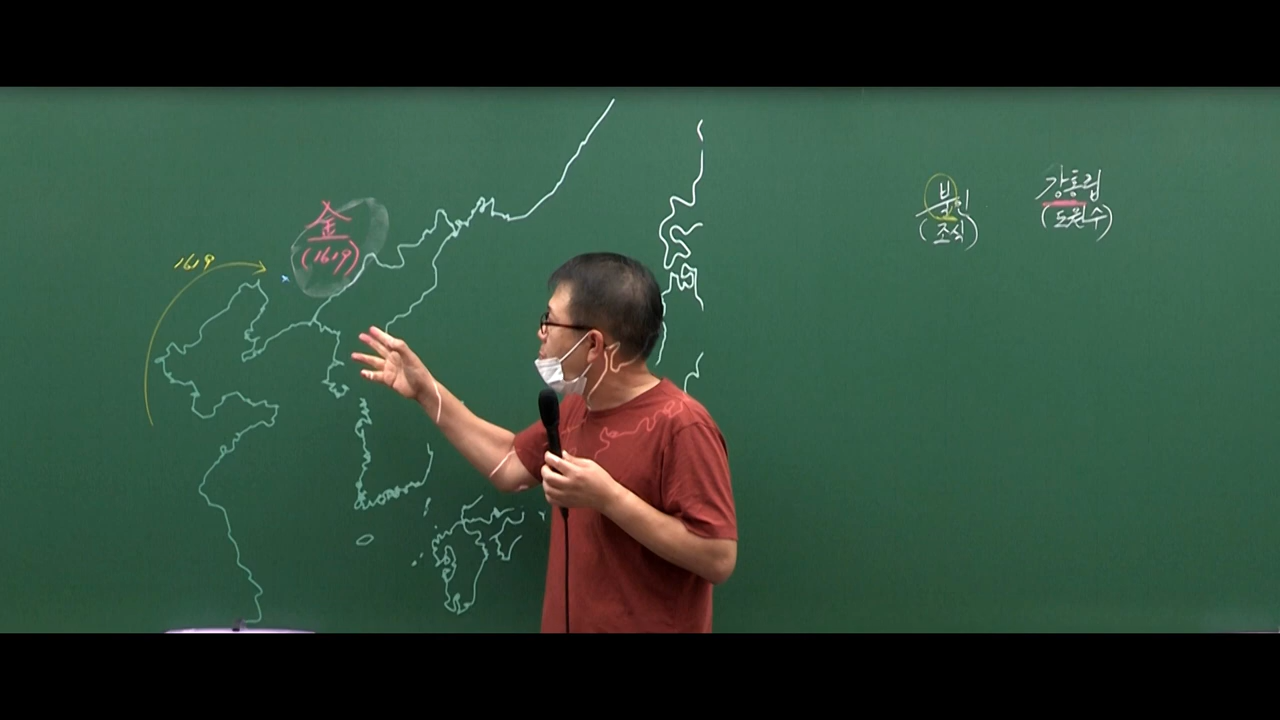 金
(1619)
1619
북인
(조식)
강홍립
(도원수)